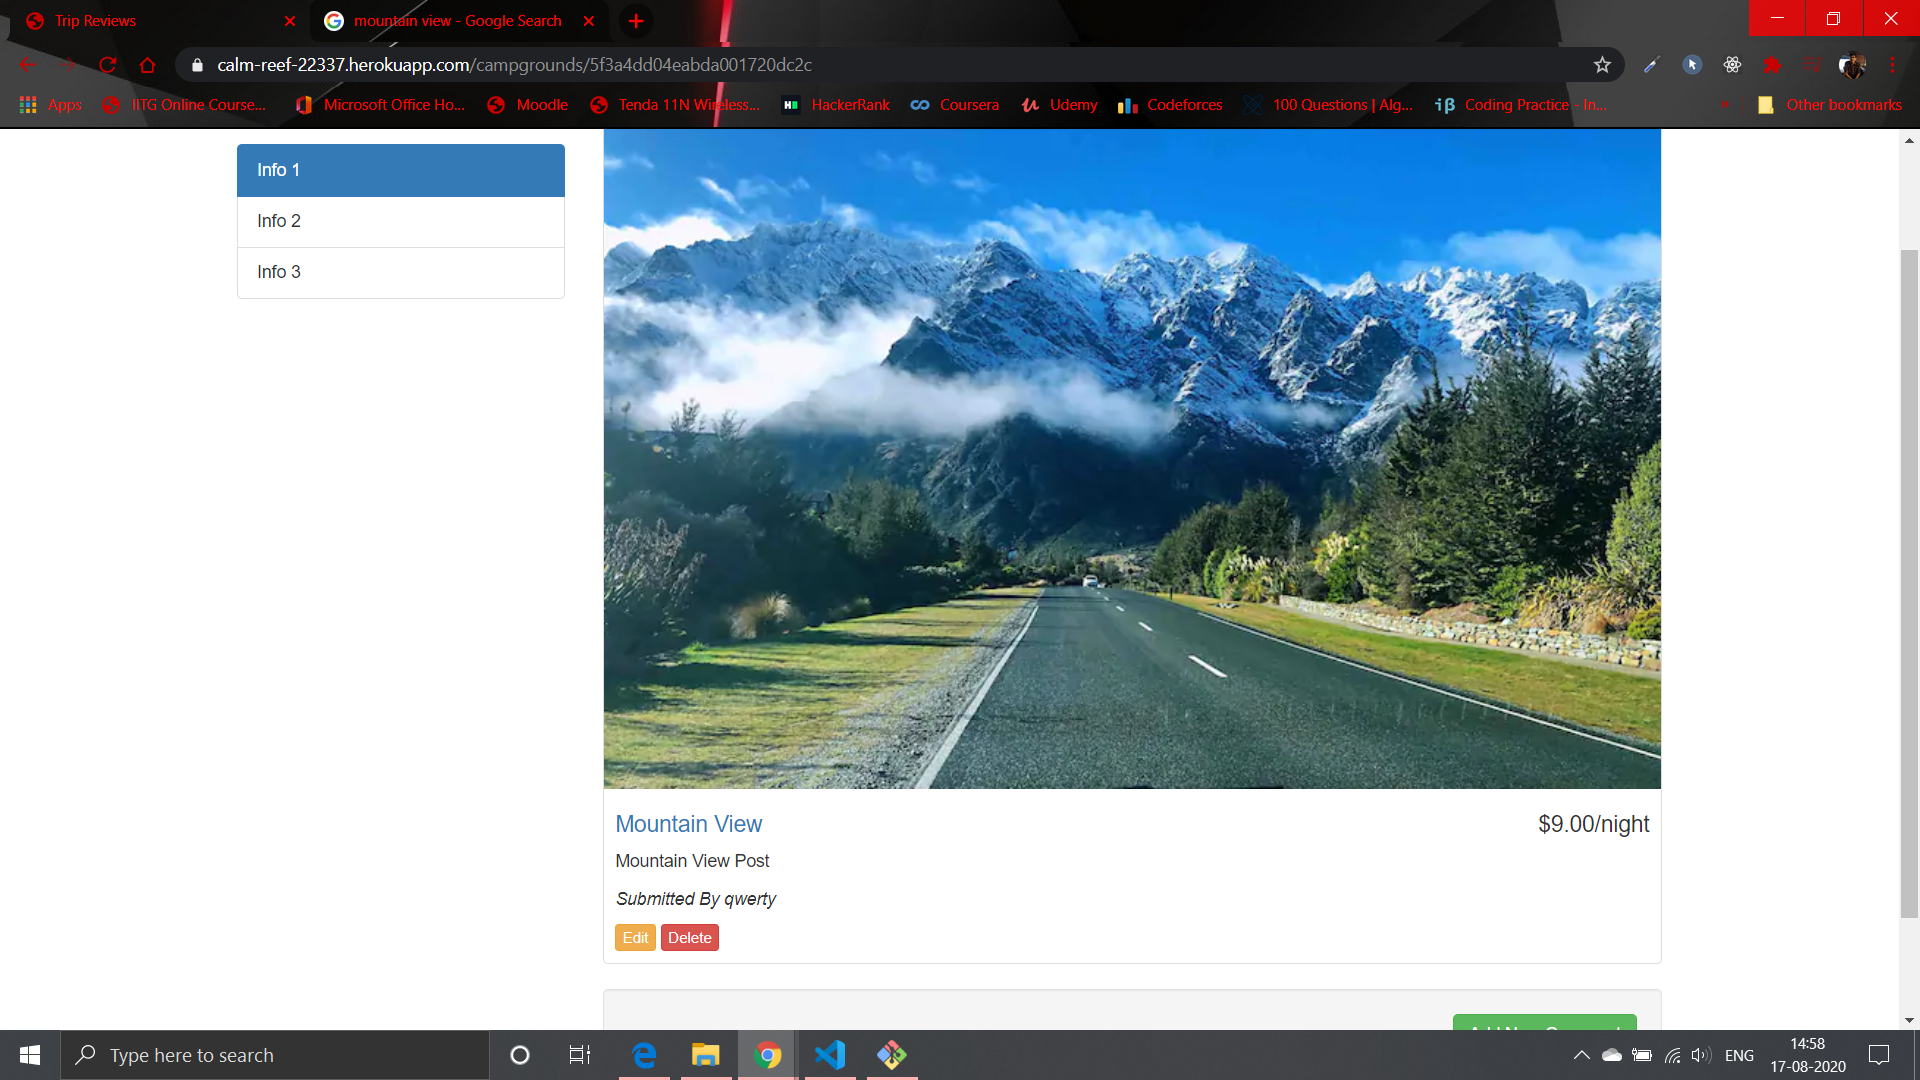 Trip Reviews
mountain view - Google Search
calm-reef-22337.herokuapp.com/campgrounds/5f3a4dd04eabda001720dc2c
Apps
IITG Online Course...
Microsoft Office Ho...
Moodle
Tenda 11N Wireless...
HackerRank
Coursera
Udemy
Codeforces
100 Questions | Alg...
Coding Practice - In...
Other bookmarks
Info 1
Info 2
Info 3
Mountain View
$9.00/night
Mountain View Post
Submitted By qwerty
Edit
Delete
Type here to search
ENG
14:58
17-08-2020